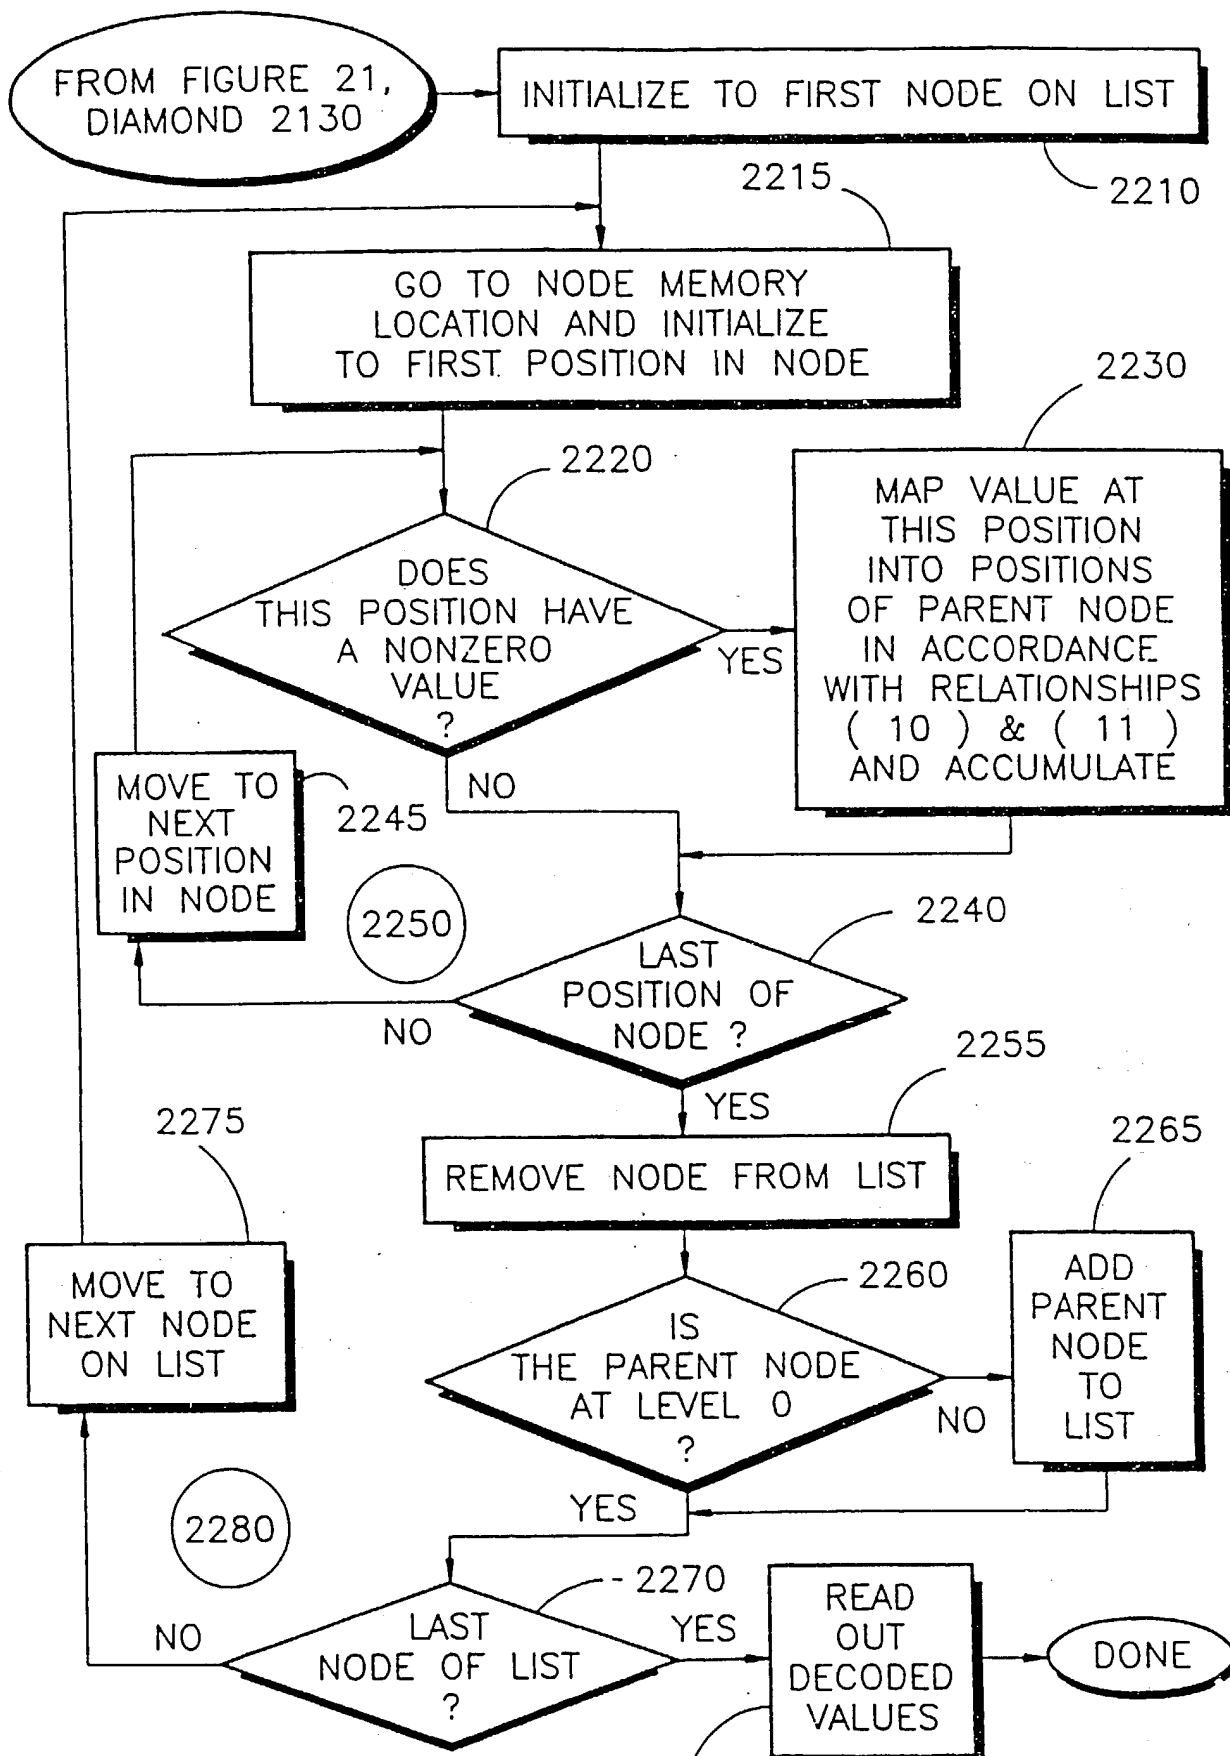 FROM FIGURE 21,
DIAMOND 2130
INITIALIZE TO FIRST NODE ON LIST
2210
2215
GO TO NODE MEMORY
LOCATION AND INITIALIZE
TO FIRST POSITION IN NODE
2220
DOES
THIS POSITION HAVE
A NONZERO
VALUE
?
YES
NO
2230
MAP VALUE AT
THIS POSITION
INTO POSITIONS
OF PARENT NODE
IN ACCORDANCE
WITH RELATIONSHIPS
( 10 ) & ( 11 )
AND ACCUMULATE
MOVE TO
NEXT
POSITION
IN NODE
2245
2250
2240
LAST
POSITION OF
NODE ?
NO
YES
2255
REMOVE NODE FROM LIST
2260
IS
THE PARENT NODE
AT LEVEL 0
?
NO
YES
2265
ADD
PARENT
NODE
TO
LIST
2275
MOVE TO
NEXT NODE
ON LIST
2280
2270
LAST
NODE OF LIST
?
NO
YES
READ
OUT
DECODED
VALUES
DONE